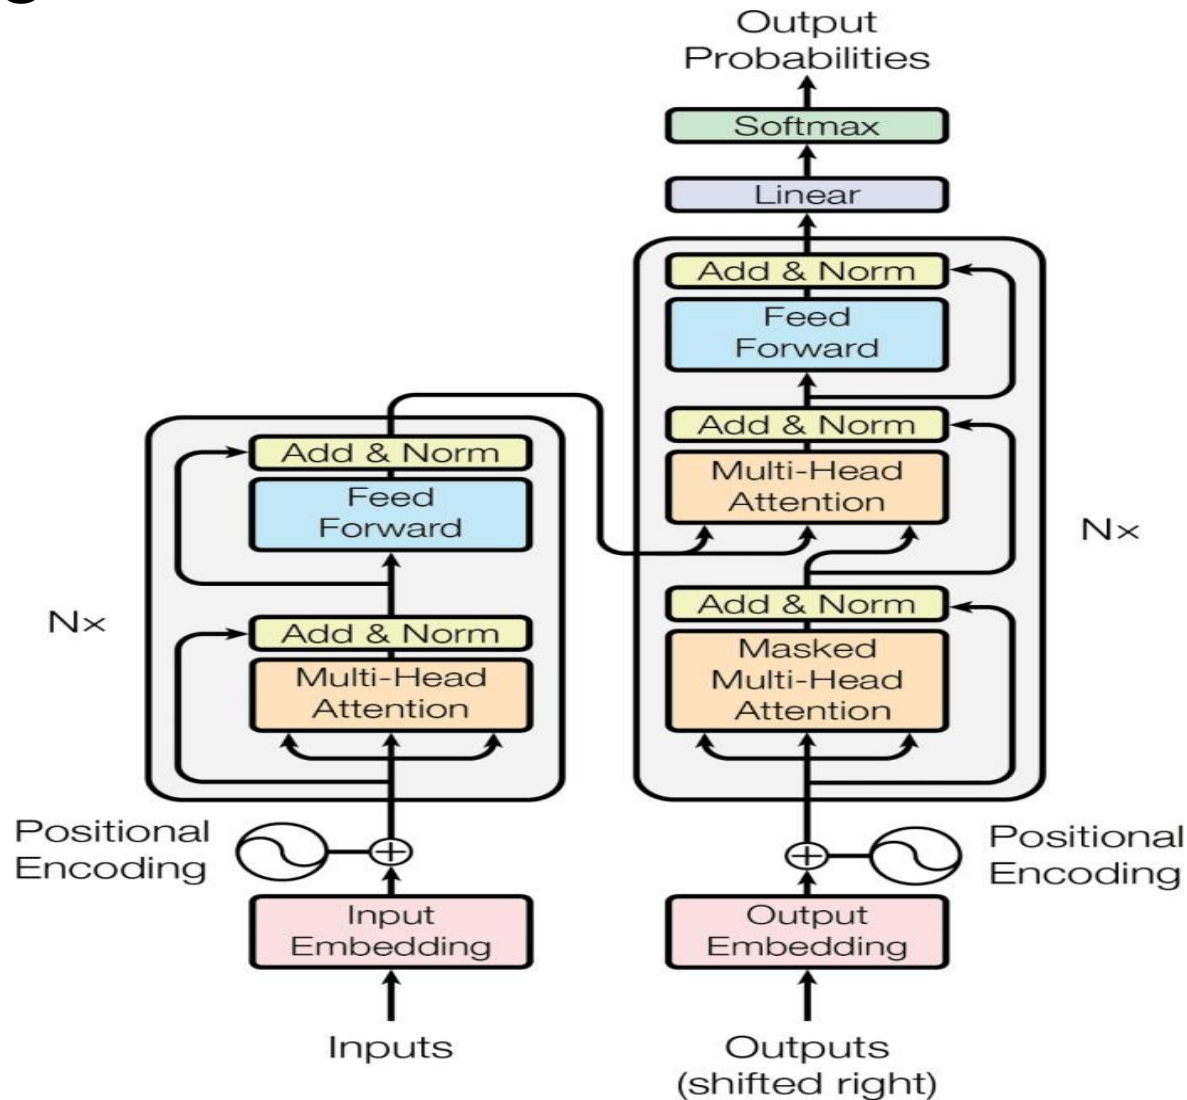 Output
Probabilities
Softmax
Linear
Add & Norm
Feed
Forward
Add & Norm
Multi-Head
Attention
Nx
Add & Norm
Masked
Multi-Head
Attention
Add & Norm
Feed
Forward
Nx
Add & Norm
Multi-Head
Attention
Positional
Encoding
Positional
Encoding
Input
Embedding
Output
Embedding
Inputs
Outputs
(shifted right)